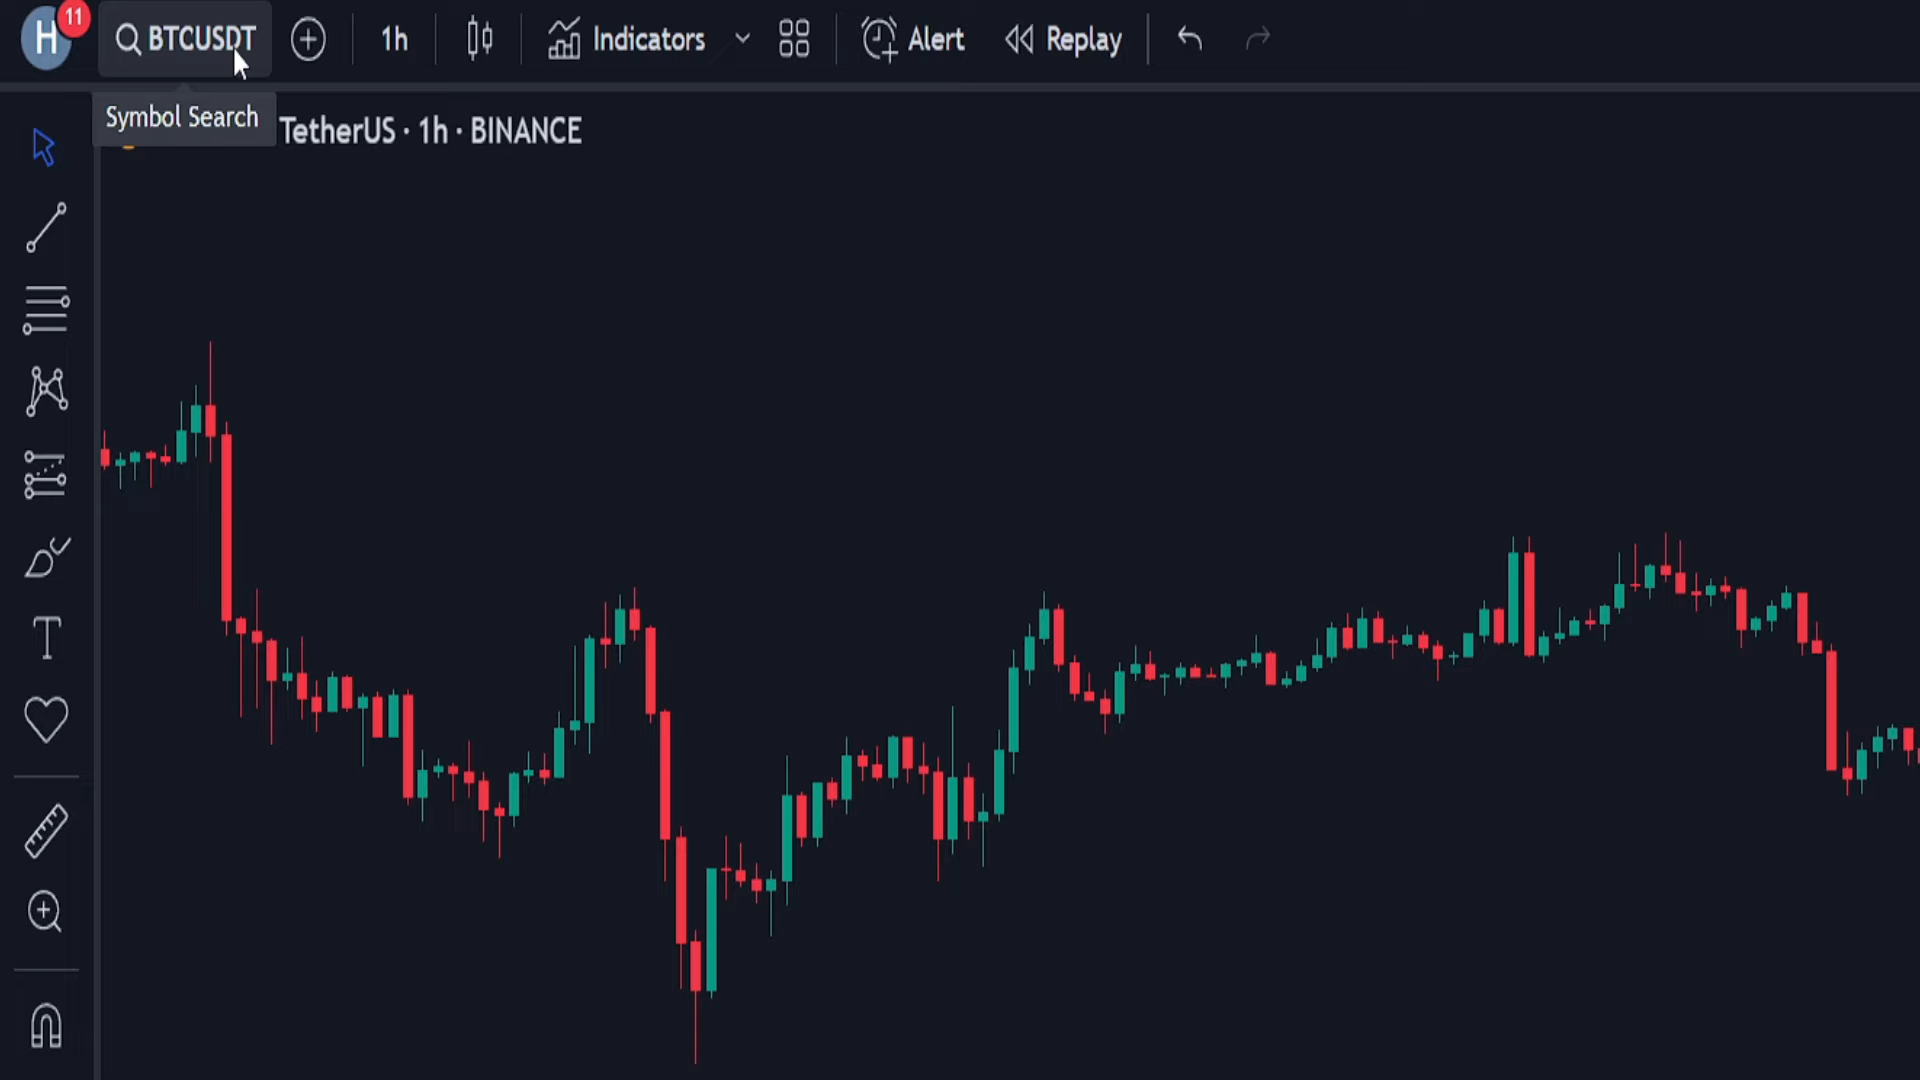 H 11 BTCUSDT 1h Indicators Alert Replay
Symbol Search
TetherUS · 1h · BINANCE